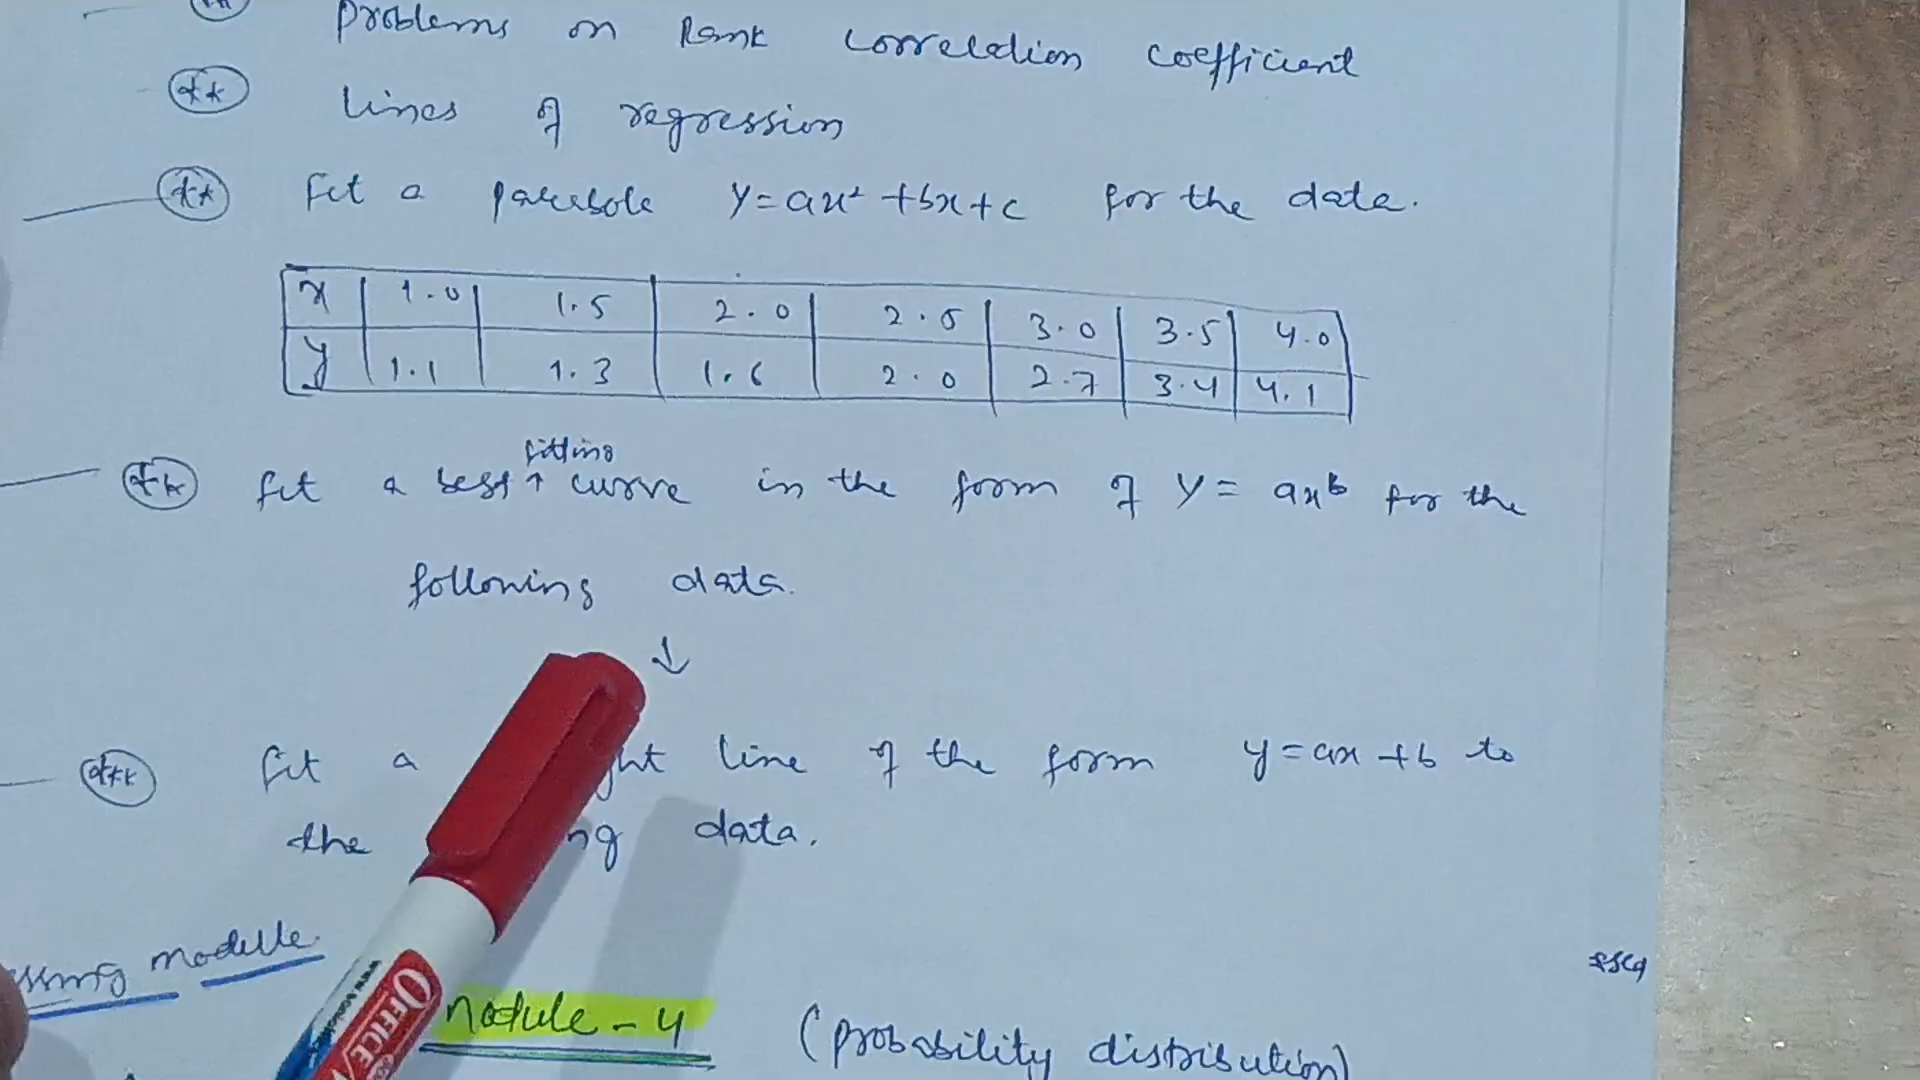 Problems on Rank correlation coefficient
** lines of regression
** fit a parabola y=ax²+bx+c for the data.
x 1.0 1.5 2.0 2.5 3.0 3.5 4.0
y 1.1 1.3 1.6 2.0 2.7 3.4 4.1
fitting
** fit a best ↑ curve in the form of y = axᵇ for the
following data.
↓
*** fit a line of the form y=ax+b to
the data.
module.
module-4 (probability distribution)
OFFICE